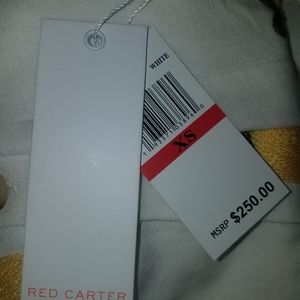 WHITE
XS
MSRP $250.00
RED CARTER